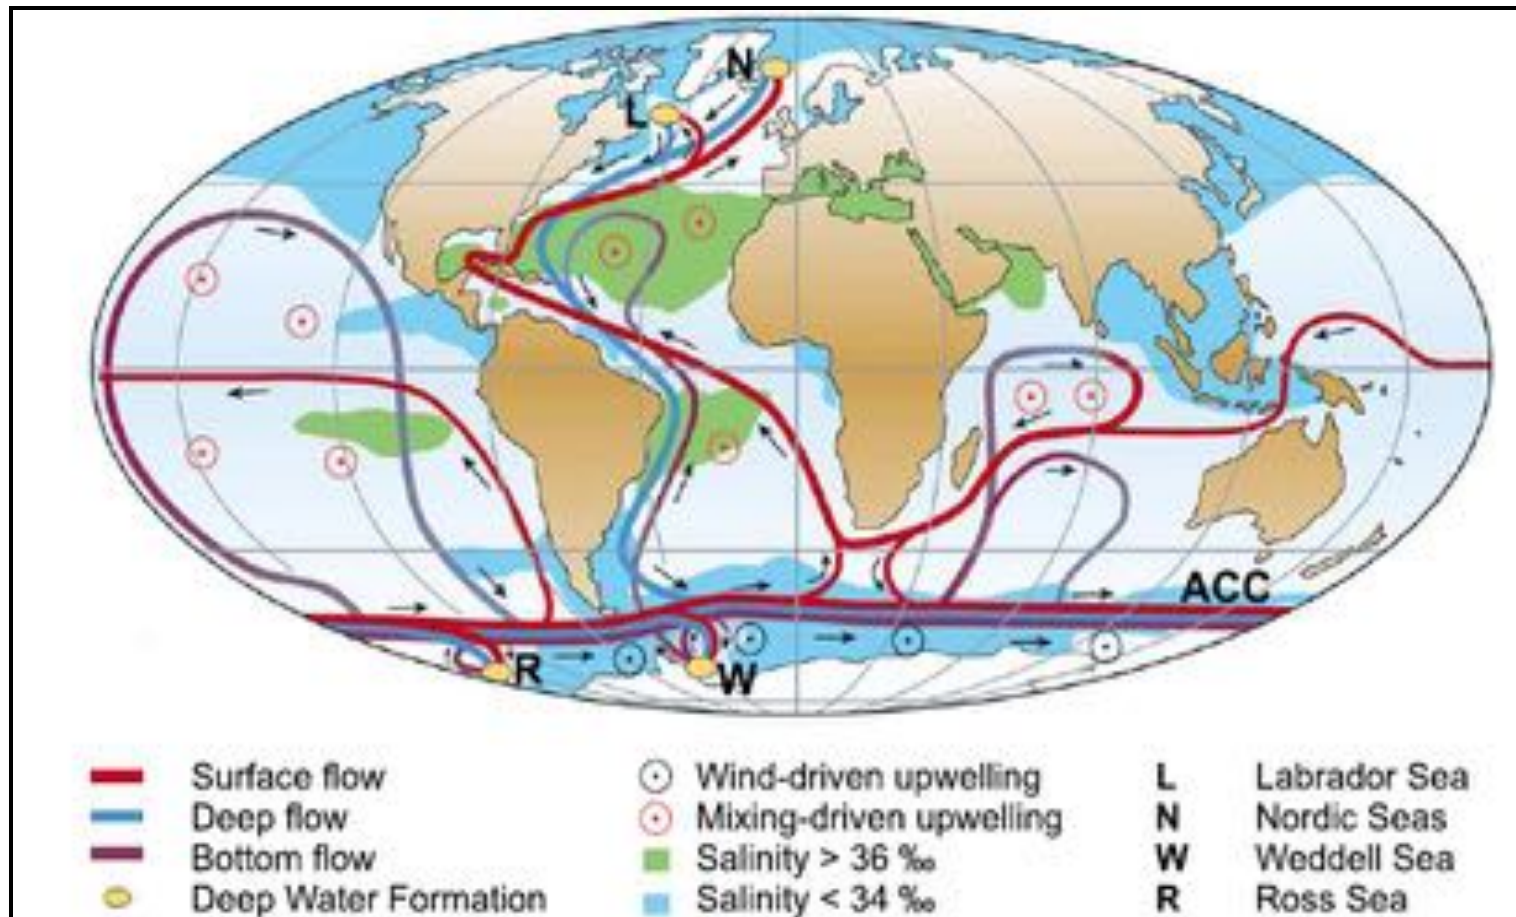 N
L
ACC
R
W
Surface flow
Deep flow
Bottom flow
Deep Water Formation
Wind-driven upwelling
Mixing-driven upwelling
Salinity > 36 ‰
Salinity < 34 ‰
L Labrador Sea
N Nordic Seas
W Weddell Sea
R Ross Sea